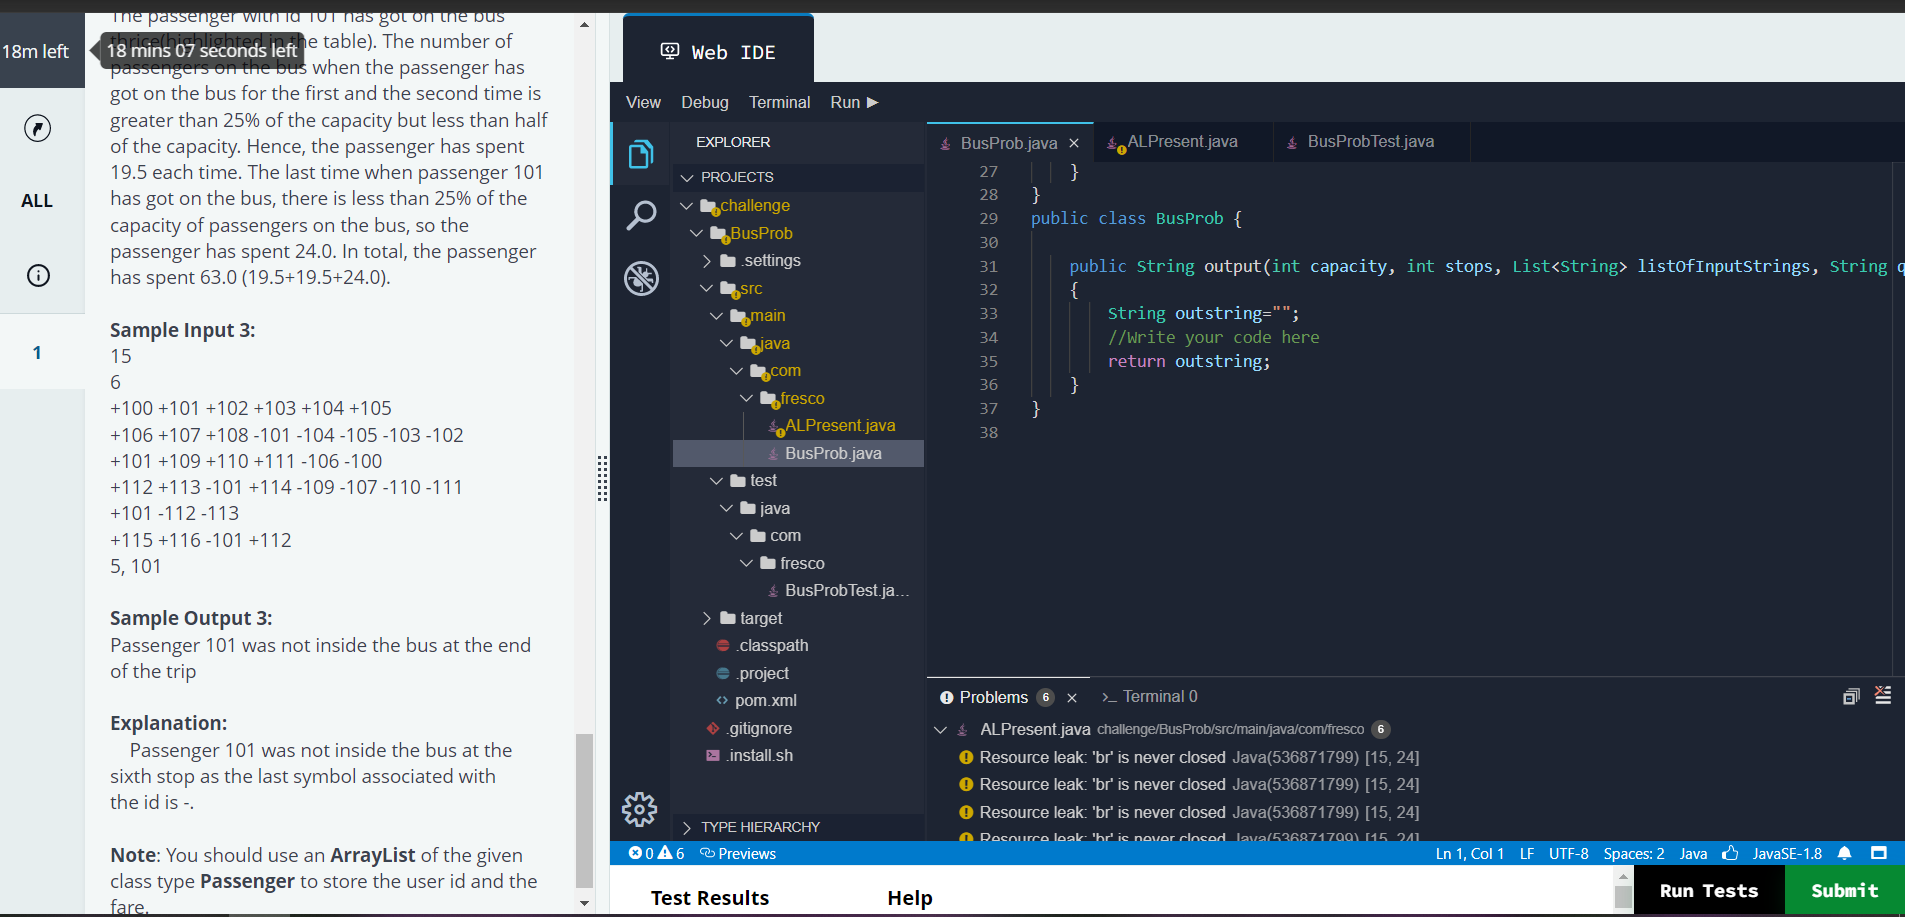 The passenger with id 101 has got on the bus
thrice(highlighted in the table). The number of
18m left
18 mins 07 seconds left
passengers on the bus when the passenger has
got on the bus for the first and the second time is
greater than 25% of the capacity but less than half
of the capacity. Hence, the passenger has spent
19.5 each time. The last time when passenger 101
has got on the bus, there is less than 25% of the
capacity of passengers on the bus, so the
passenger has spent 24.0. In total, the passenger
has spent 63.0 (19.5+19.5+24.0).
ALL
1
Sample Input 3:
15
6
+100 +101 +102 +103 +104 +105
+106 +107 +108 -101 -104 -105 -103 -102
+101 +109 +110 +111 -106 -100
+112 +113 -101 +114 -109 -107 -110 -111
+101 -112 -113
+115 +116 -101 +112
5, 101
Sample Output 3:
Passenger 101 was not inside the bus at the end
of the trip
Explanation:
Passenger 101 was not inside the bus at the
sixth stop as the last symbol associated with
the id is -.
Note: You should use an ArrayList of the given
class type Passenger to store the user id and the
fare.
Web IDE
View Debug Terminal Run
EXPLORER
PROJECTS
challenge
BusProb
.settings
src
main
java
com
fresco
ALPresent.java
BusProb.java
test
java
com
fresco
BusProbTest.ja...
target
.classpath
.project
pom.xml
.gitignore
.install.sh
TYPE HIERARCHY
BusProb.java ALPresent.java BusProbTest.java
27 }
28 }
29 public class BusProb {
30
31 public String output(int capacity, int stops, List<String> listOfInputStrings, String q
32 {
33 String outstring="";
34 //Write your code here
35 return outstring;
36 }
37 }
38
Problems 6 Terminal 0
ALPresent.java challenge/BusProb/src/main/java/com/fresco 6
Resource leak: 'br' is never closed Java(536871799) [15, 24]
Resource leak: 'br' is never closed Java(536871799) [15, 24]
Resource leak: 'br' is never closed Java(536871799) [15, 24]
Resource leak: 'br' is never closed Java(536871799) [15, 24]
0 6 Previews Ln 1, Col 1 LF UTF-8 Spaces: 2 Java JavaSE-1.8
Test Results Help Run Tests Submit